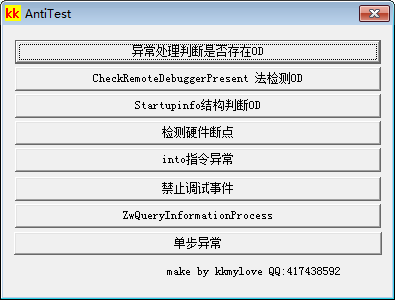 kk AntiTest
异常处理判断是否存在OD
CheckRemoteDebuggerPresent 法检测OD
Startupinfo结构判断OD
检测硬件断点
into指令异常
禁止调试事件
ZwQueryInformationProcess
单步异常
make by kkmylove QQ:417438592